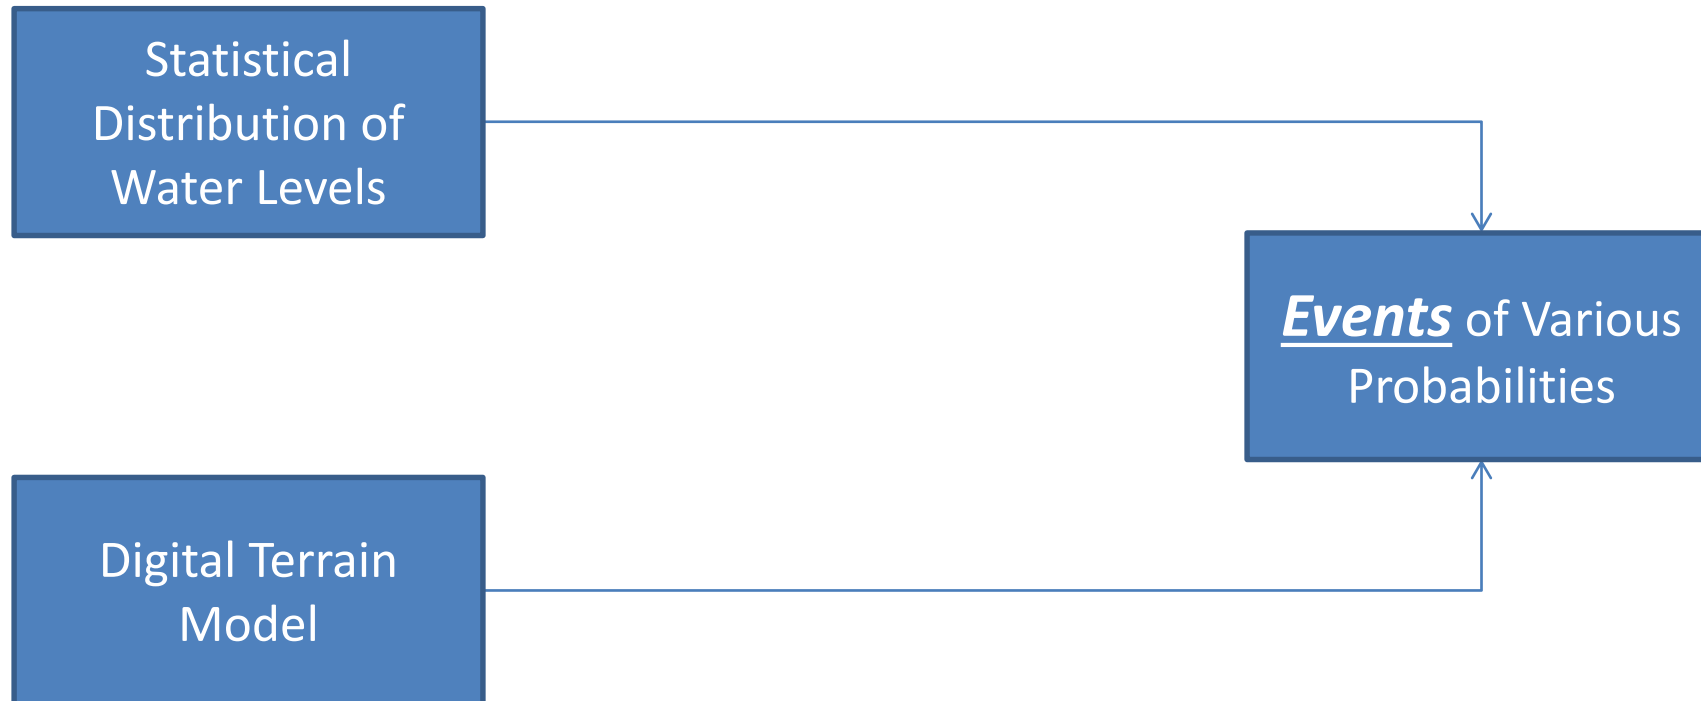 Statistical
Distribution of
Water Levels
Events of Various
Probabilities
Digital Terrain
Model